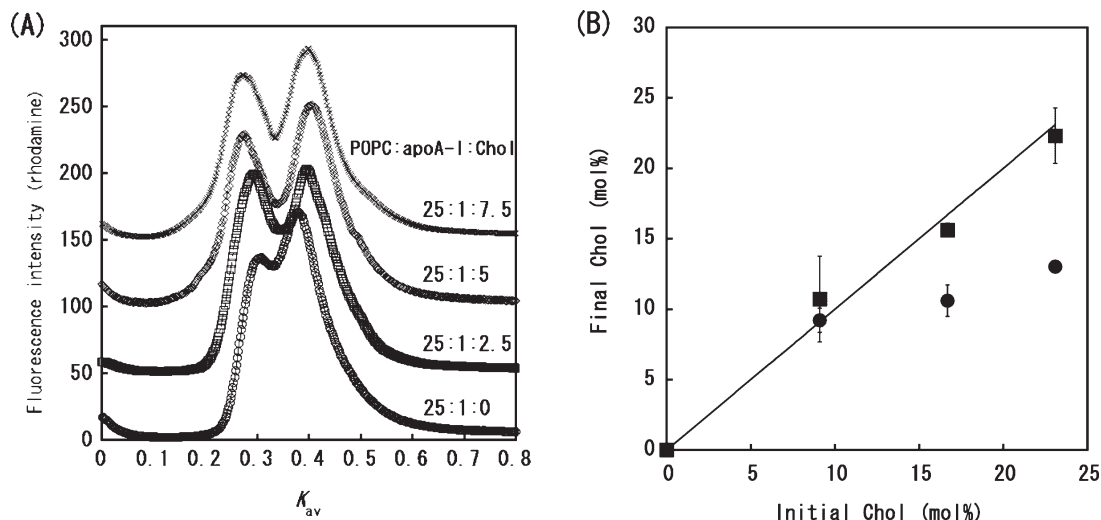 (A)
300
250
200
150
100
50
0
Fluorescence intensity (rhodamine)
POPC:apoA-I:Chol
25:1:7.5
25:1:5
25:1:2.5
25:1:0
0 0.1 0.2 0.3 0.4 0.5 0.6 0.7 0.8
Kav
(B)
30
25
20
15
10
5
0
Final Chol (mol%)
0 5 10 15 20 25
Initial Chol (mol%)